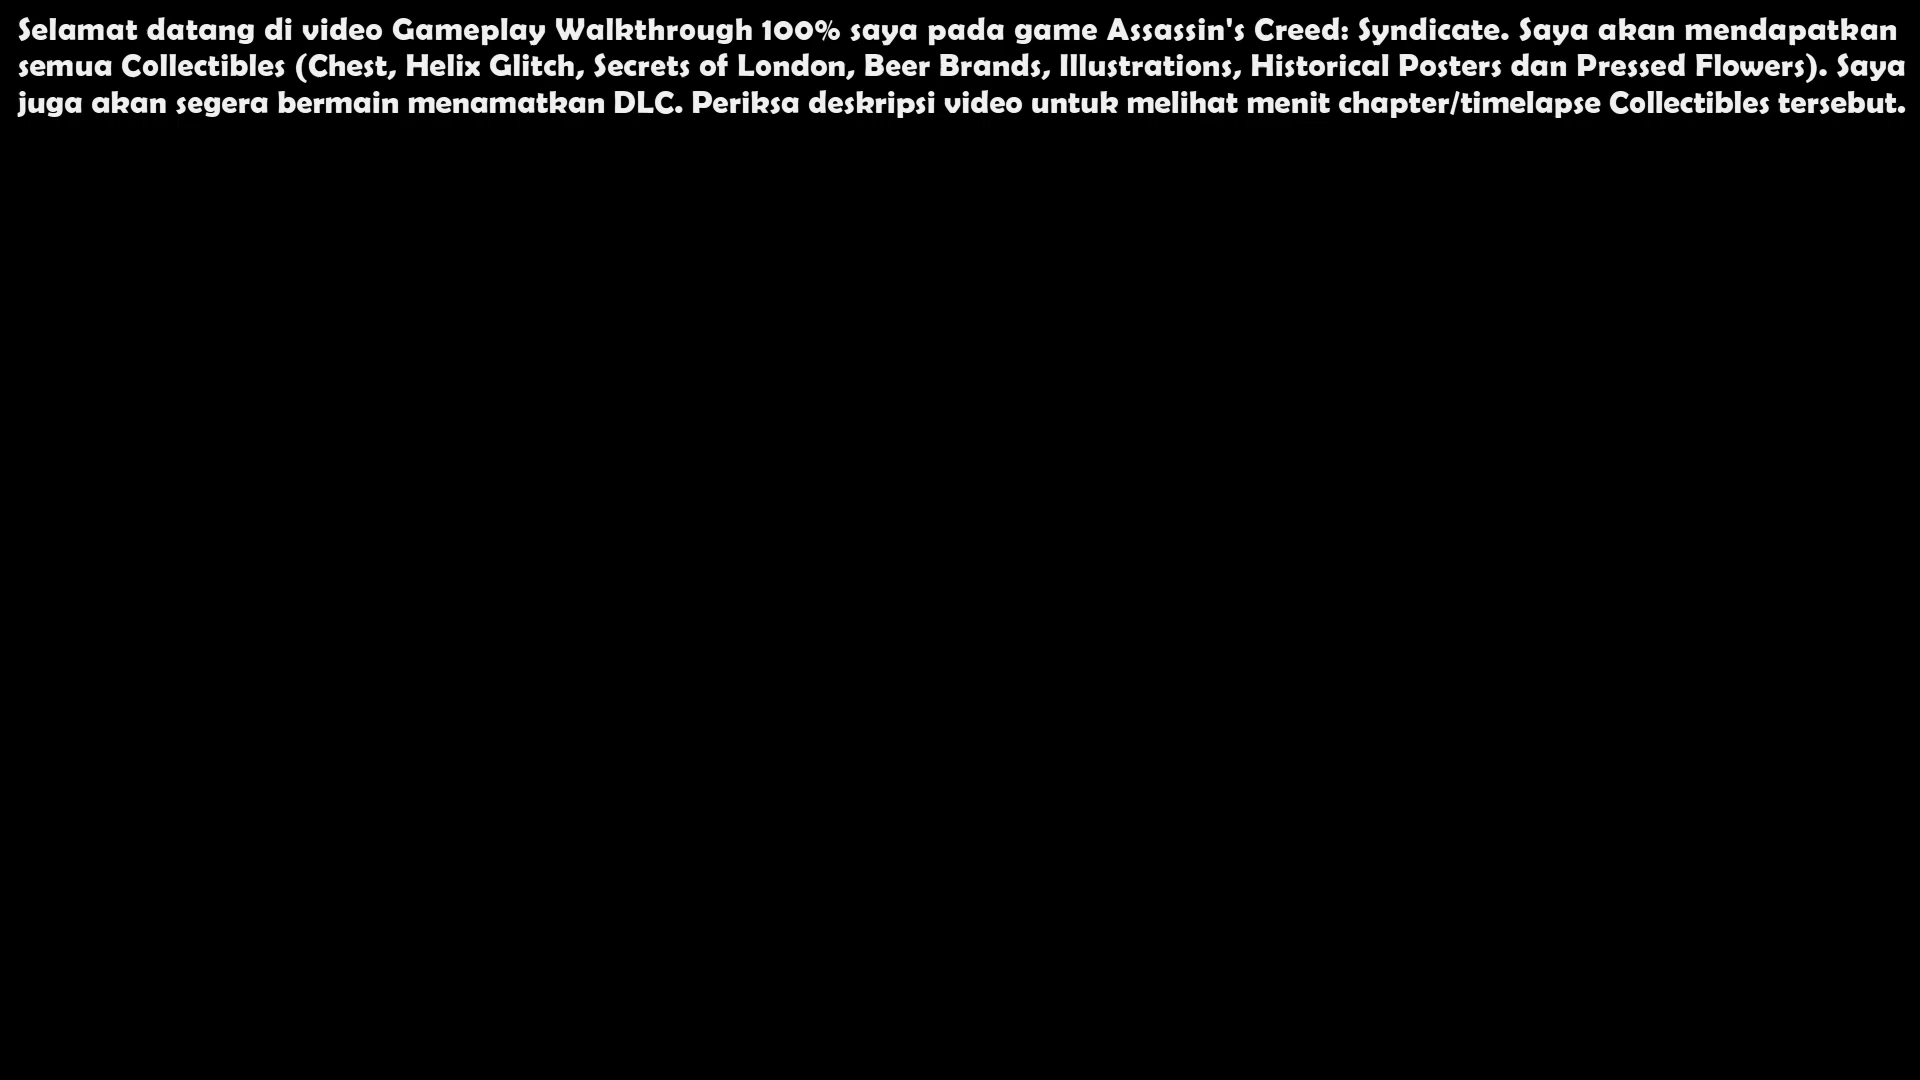 Selamat datang di video Gameplay Walkthrough 100% saya pada game Assassin's Creed: Syndicate. Saya akan mendapatkan
semua Collectibles (Chest, Helix Glitch, Secrets of London, Beer Brands, Illustrations, Historical Posters dan Pressed Flowers). Saya
juga akan segera bermain menamatkan DLC. Periksa deskripsi video untuk melihat menit chapter/timelapse Collectibles tersebut.